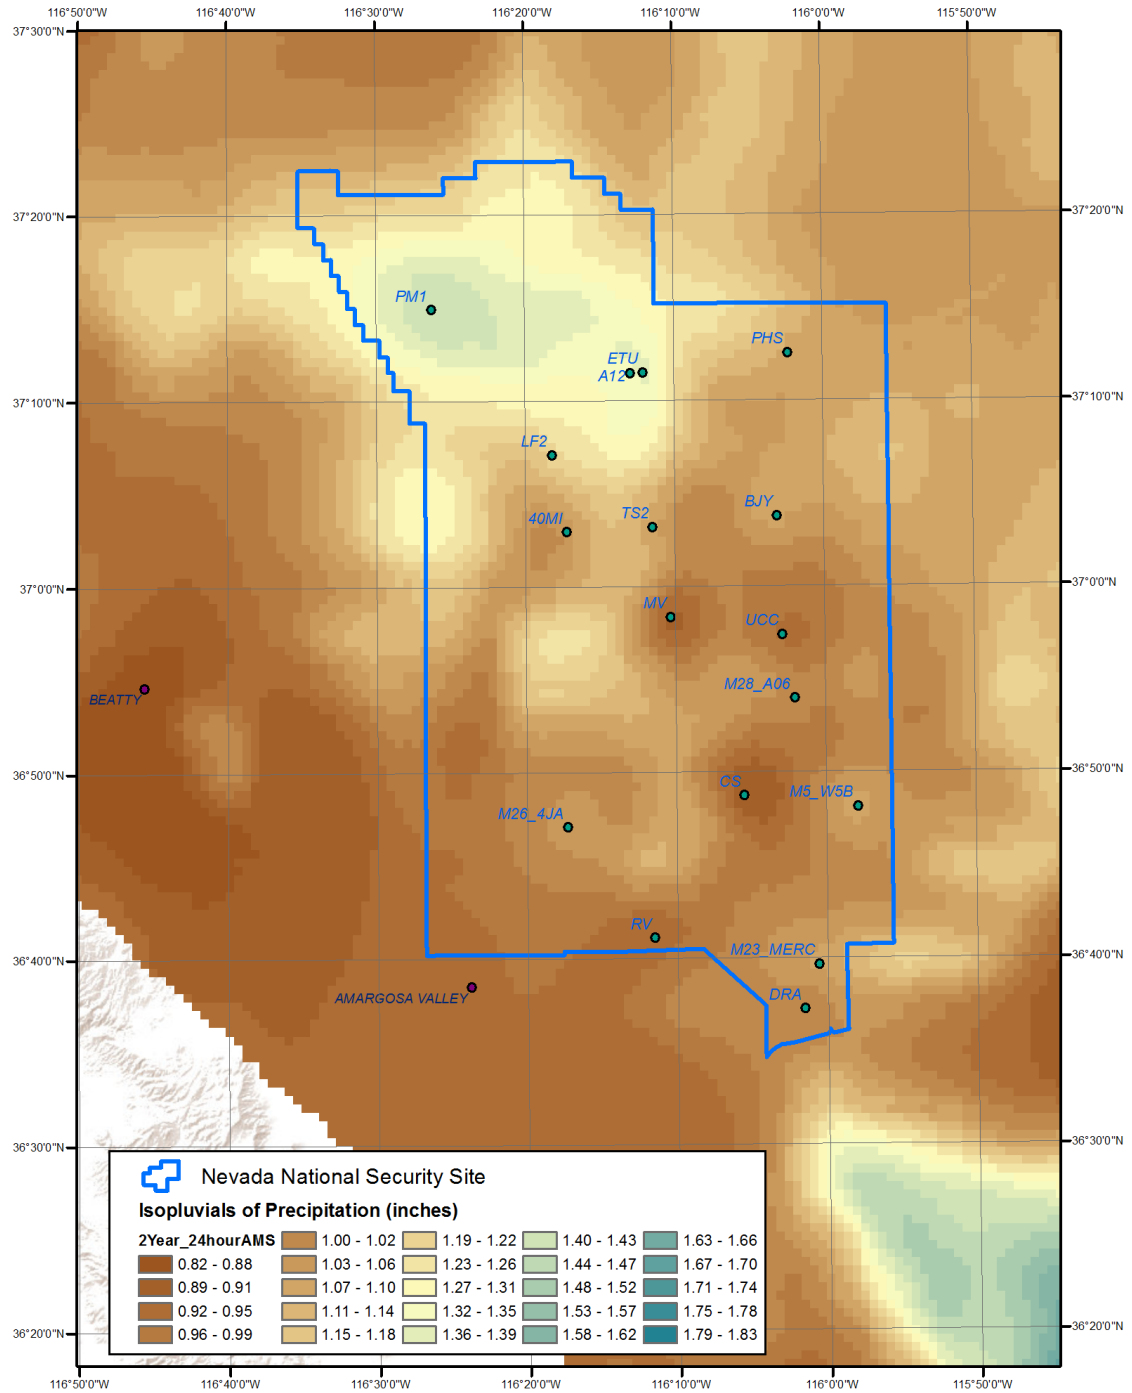 116°50'0"W 116°40'0"W 116°30'0"W 116°20'0"W 116°10'0"W 116°0'0"W 115°50'0"W
37°30'0"N
37°20'0"N 37°20'0"N
PM1
PHS
ETU
A12
37°10'0"N 37°10'0"N
LF2
BJY
40MI TS2
37°0'0"N 37°0'0"N
MV
UCC
M28_A06
BEATTY
36°50'0"N 36°50'0"N
CS M5_W5B
M26_4JA
RV
M23_MERC
36°40'0"N 36°40'0"N
AMARGOSA VALLEY DRA
36°30'0"N 36°30'0"N
Nevada National Security Site
Isopluvials of Precipitation (inches)
2Year_24hourAMS 1.00 - 1.02 1.19 - 1.22 1.40 - 1.43 1.63 - 1.66
0.82 - 0.88 1.03 - 1.06 1.23 - 1.26 1.44 - 1.47 1.67 - 1.70
0.89 - 0.91 1.07 - 1.10 1.27 - 1.31 1.48 - 1.52 1.71 - 1.74
0.92 - 0.95 1.11 - 1.14 1.32 - 1.35 1.53 - 1.57 1.75 - 1.78
0.96 - 0.99 1.15 - 1.18 1.36 - 1.39 1.58 - 1.62 1.79 - 1.83
36°20'0"N 36°20'0"N
116°50'0"W 116°40'0"W 116°30'0"W 116°20'0"W 116°10'0"W 116°0'0"W 115°50'0"W